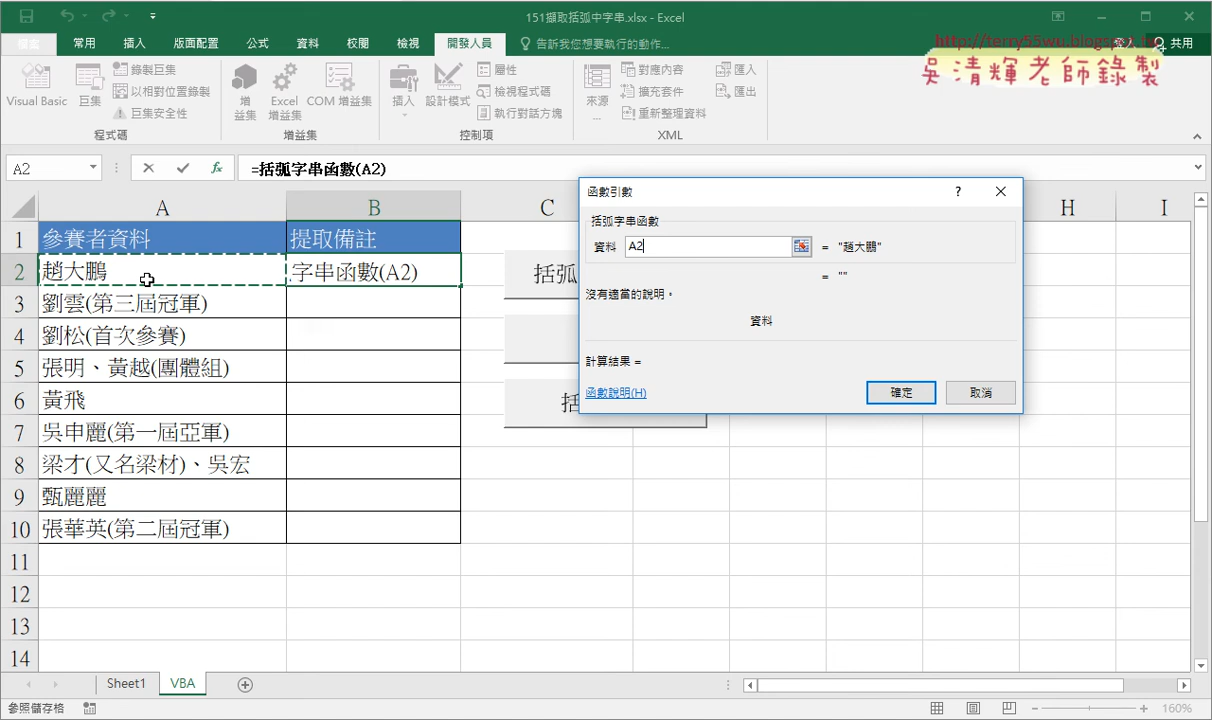 151擷取括弧中字串.xlsx - Excel
檔案 常用 插入 版面配置 公式 資料 校閱 檢視 開發人員 告訴我您想要執行的動作... 登入 共用
http://terry55wu.blogspot.tw
吳清輝老師錄製
Visual Basic 巨集 錄製巨集 以相對位置錄製 巨集安全性 程式碼
增益集 Excel 增益集 COM 增益集 增益集
插入 設計模式 屬性 檢視程式碼 執行對話方塊 控制項
來源... 對應內容 擴充套件 重新整理資料 匯入 匯出 XML
A2 fx =括弧字串函數(A2)
A B C H I
1 參賽者資料 提取備註
2 趙大鵬 字串函數(A2) 括弧
3 劉雲(第三屆冠軍)
4 劉松(首次參賽)
5 張明、黃越(團體組)
6 黃飛 括
7 吳申麗(第一屆亞軍)
8 梁才(又名梁材)、吳宏
9 甄麗麗
10 張華英(第二屆冠軍)
11
12
13
14
函數引數 ?
括弧字串函數
資料 A2 = "趙大鵬"
= ""
沒有適當的說明。
資料
計算結果 =
函數說明(H) 確定 取消
Sheet1 VBA
參照儲存格 160%